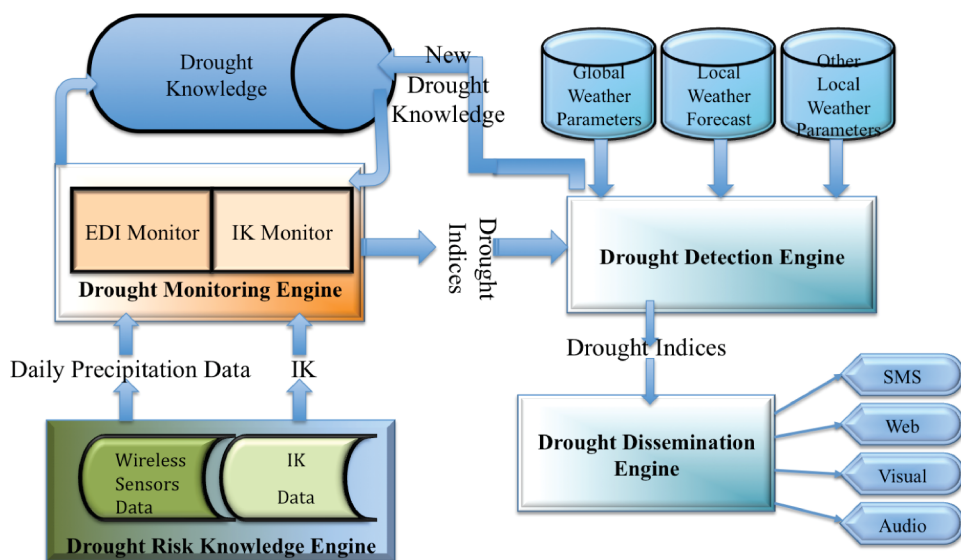 Drought
Knowledge
New
Drought
Knowledge
Global
Weather
Parameters
Local
Weather
Forecast
Other
Local
Weather
Parameters
EDI Monitor
IK Monitor
Drought Monitoring Engine
Drought
Indices
Drought Detection Engine
Daily Precipitation Data
IK
Drought Indices
Wireless
Sensors
Data
IK
Data
Drought Risk Knowledge Engine
Drought Dissemination
Engine
SMS
Web
Visual
Audio